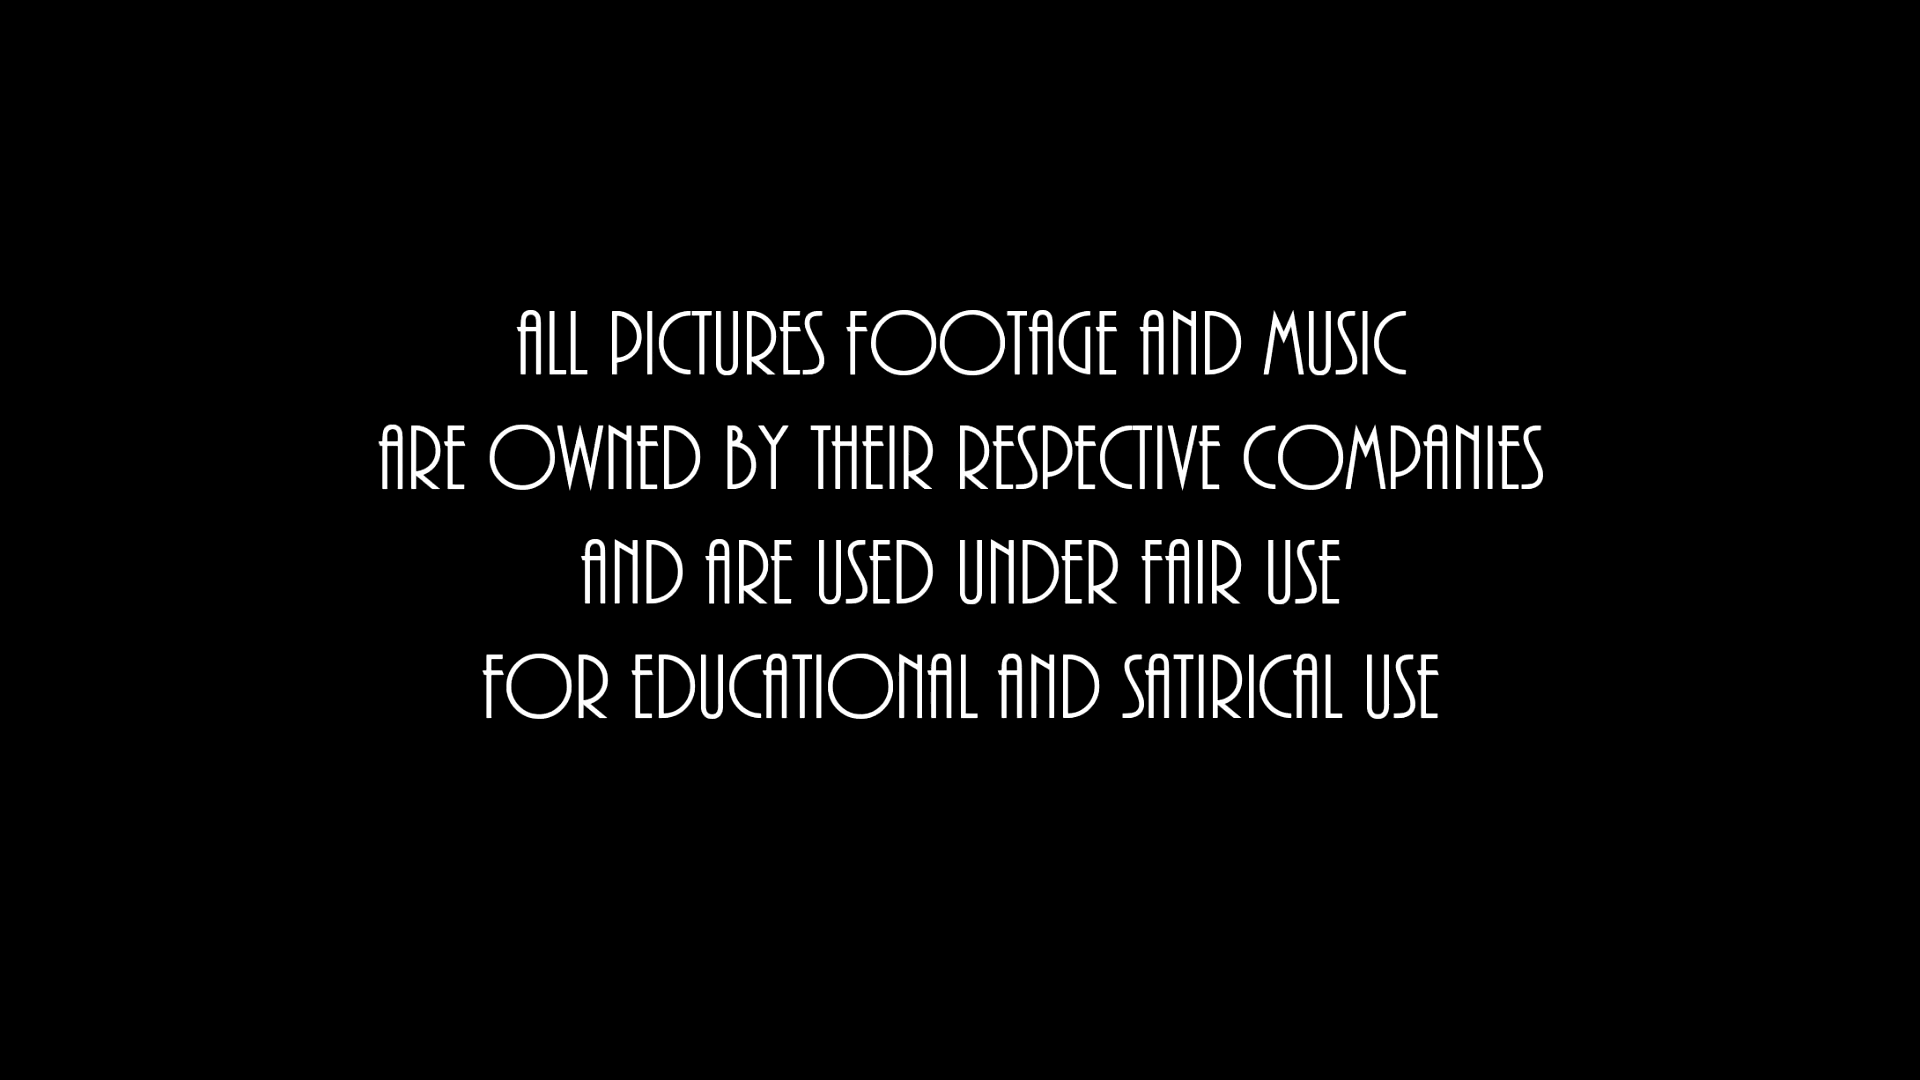 ALL PICTURES FOOTAGE AND MUSIC
ARE OWNED BY THEIR RESPECTIVE COMPANIES
AND ARE USED UNDER FAIR USE
FOR EDUCATIONAL AND SATIRICAL USE